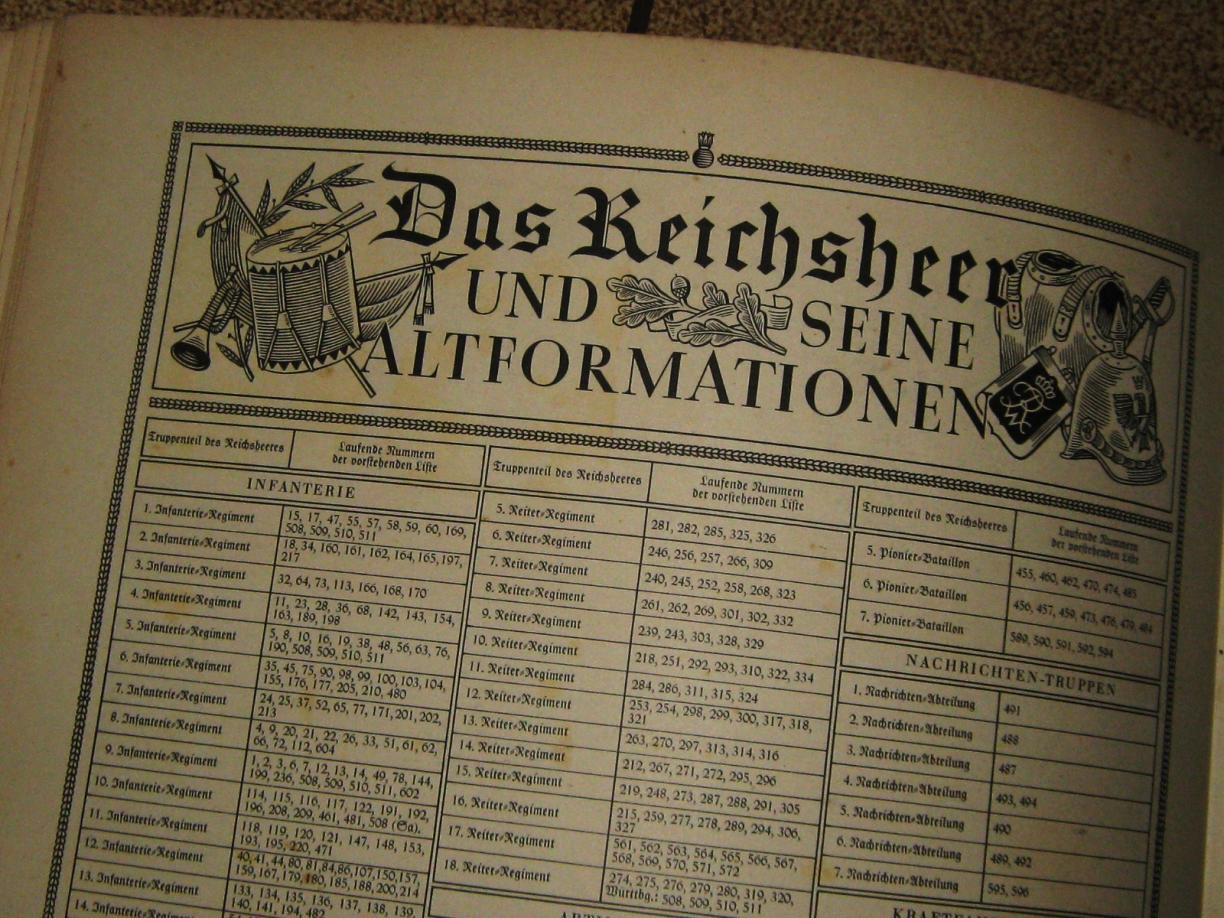 Das Reichsheer
UND SEINE
ALTFORMATIONEN
Truppenteil des Reichsheeres
Laufende Nummern
der vorstehenden Liste
INFANTERIE
1. Infanterie-Regiment
15, 17, 47, 55, 57, 58, 59, 60, 169,
508, 509, 510, 511
2. Infanterie-Regiment
18, 34, 160, 161, 162, 164, 165, 197,
217
3. Infanterie-Regiment
32, 64, 73, 113, 166, 168, 170
4. Infanterie-Regiment
11, 23, 28, 36, 68, 142, 143, 154,
163, 189, 198
5. Infanterie-Regiment
5, 8, 10, 16, 19, 38, 48, 56, 63, 76,
190, 508, 509, 510, 511
6. Infanterie-Regiment
35, 45, 75, 90, 98, 99, 100, 103, 104,
155, 176, 177, 205, 210, 480
7. Infanterie-Regiment
24, 25, 37, 52, 65, 77, 171, 201, 202,
213
8. Infanterie-Regiment
4, 9, 20, 21, 22, 26, 33, 51, 61, 62,
66, 72, 112, 604
9. Infanterie-Regiment
1, 2, 3, 6, 7, 12, 13, 14, 49, 78, 144,
199, 236, 508, 509, 510, 511, 602
10. Infanterie-Regiment
114, 115, 116, 117, 122, 191, 192,
196, 208, 209, 461, 481, 508 (Sa).
11. Infanterie-Regiment
118, 119, 120, 121, 147, 148, 153,
193, 195, 220, 471
12. Infanterie-Regiment
40, 41, 44, 80, 81, 84, 86, 107, 150, 157,
159, 167, 179, 180, 185, 188, 200, 214
13. Infanterie-Regiment
133, 134, 135, 136, 137, 138, 139,
140, 141, 194, 482
14. Infanterie-Regiment
Truppenteil des Reichsheeres
Laufende Nummern
der vorstehenden Liste
5. Reiter-Regiment
281, 282, 285, 325, 326
6. Reiter-Regiment
246, 256, 257, 266, 309
7. Reiter-Regiment
240, 245, 252, 258, 268, 323
8. Reiter-Regiment
261, 262, 269, 301, 302, 332
9. Reiter-Regiment
239, 243, 303, 328, 329
10. Reiter-Regiment
218, 251, 292, 293, 310, 322, 334
11. Reiter-Regiment
284, 286, 311, 315, 324
12. Reiter-Regiment
253, 254, 298, 299, 300, 317, 318,
321
13. Reiter-Regiment
263, 270, 297, 313, 314, 316
14. Reiter-Regiment
212, 267, 271, 272, 295, 296
15. Reiter-Regiment
219, 248, 273, 287, 288, 291, 305
16. Reiter-Regiment
215, 259, 277, 278, 289, 294, 306,
327
17. Reiter-Regiment
561, 562, 563, 564, 565, 566, 567,
568, 569, 570, 571, 572
18. Reiter-Regiment
274, 275, 276, 279, 280, 319, 320,
Württbg.: 508, 509, 510, 511
Truppenteil des Reichsheeres
Laufende Nummern
der vorstehenden Liste
5. Pionier-Bataillon
455, 460, 462, 470, 474, 485
6. Pionier-Bataillon
456, 457, 459, 473, 476, 479, 484
7. Pionier-Bataillon
589, 590, 591, 592, 594
NACHRICHTEN-TRUPPEN
1. Nachrichten-Abteilung
491
2. Nachrichten-Abteilung
488
3. Nachrichten-Abteilung
487
4. Nachrichten-Abteilung
493, 494
5. Nachrichten-Abteilung
490
6. Nachrichten-Abteilung
489, 492
7. Nachrichten-Abteilung
595, 596